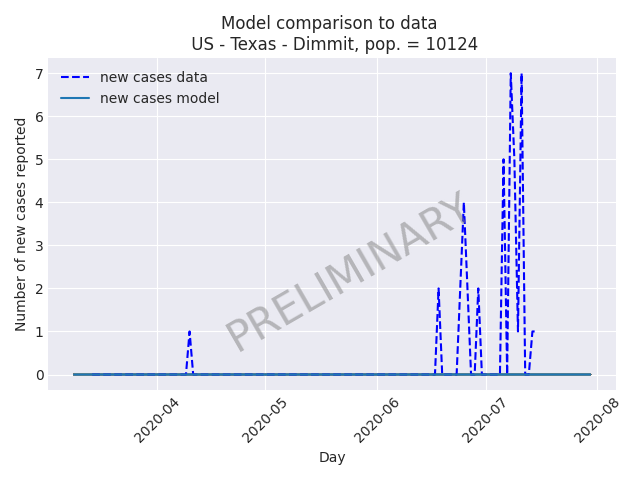 Model comparison to data
US - Texas - Dimmit, pop. = 10124
new cases data
new cases model
PRELIMINARY
Number of new cases reported
7
6
5
4
3
2
1
0
2020-04
2020-05
2020-06
2020-07
2020-08
Day